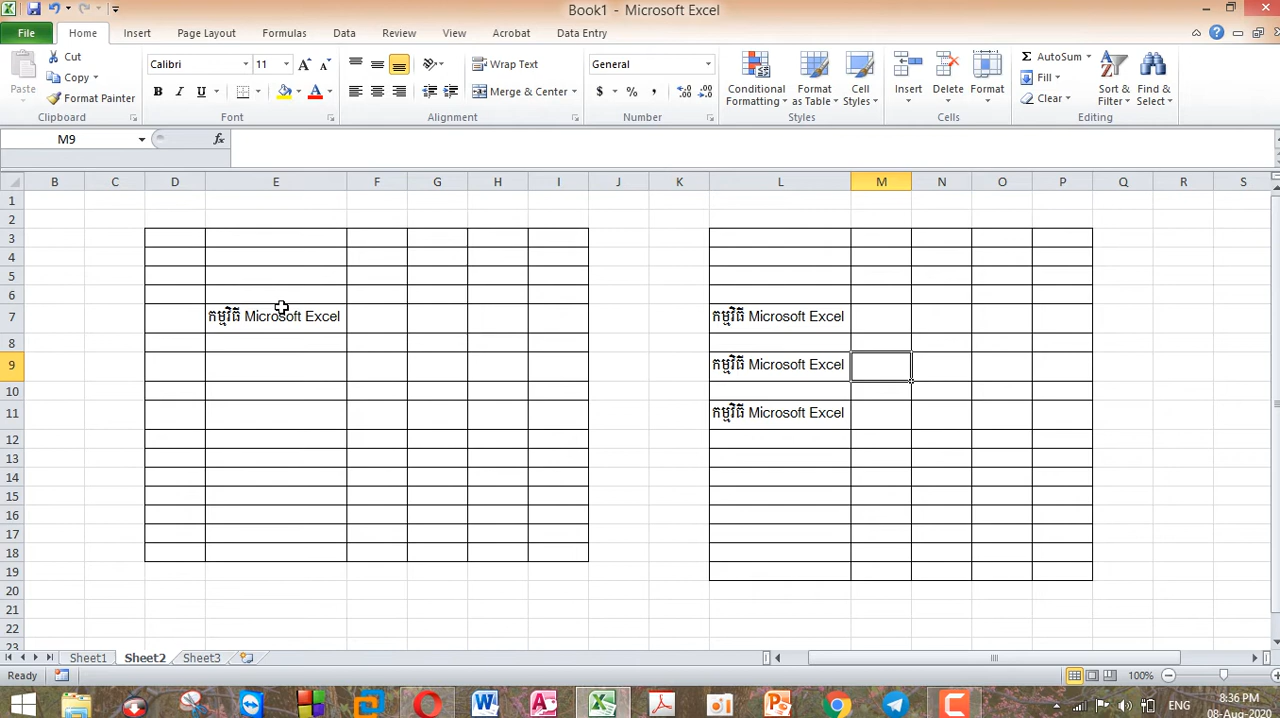 Book1 - Microsoft Excel
File Home Insert Page Layout Formulas Data Review View Acrobat Data Entry
Paste Cut Copy Format Painter Clipboard
Calibri 11 B I U A Font
Wrap Text Merge & Center Alignment
General $ % , Number
Conditional Formatting Format as Table Cell Styles Styles
Insert Delete Format Cells
Σ AutoSum Fill Clear Sort & Filter Find & Select Editing
M9 fx
B C D E F G H I J K L M N O P Q R S
1
2
3
4
5
6
7 កម្មវិធី Microsoft Excel កម្មវិធី Microsoft Excel
8
9 កម្មវិធី Microsoft Excel
10
11 កម្មវិធី Microsoft Excel
12
13
14
15
16
17
18
19
20
21
22
23
Sheet1 Sheet2 Sheet3
Ready 100%
ENG 8:36 PM
08-Aug-2020